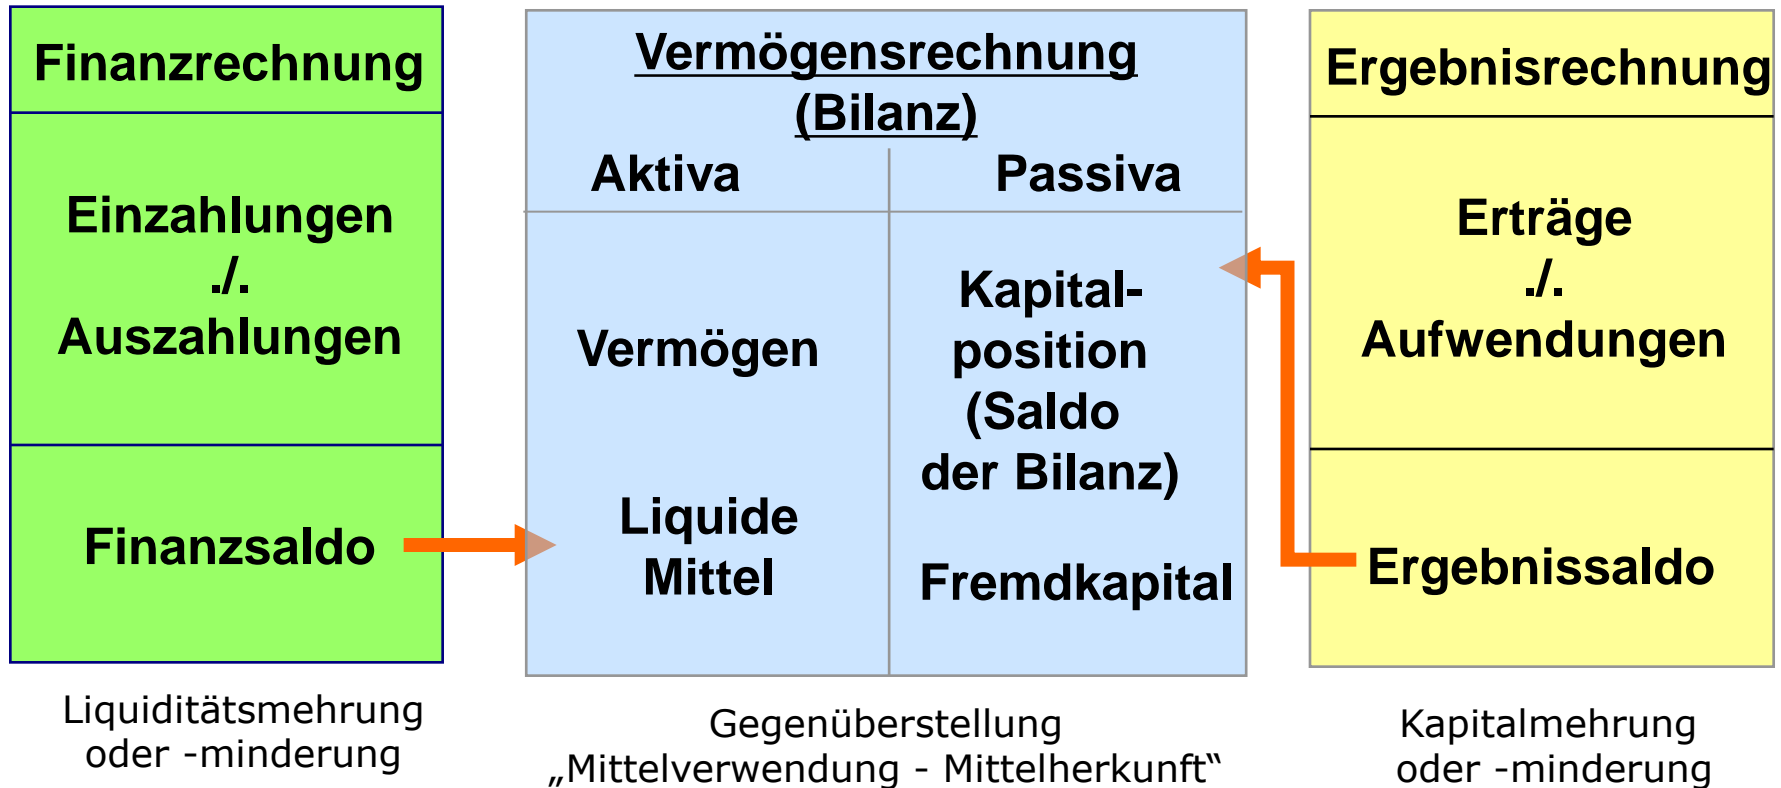 Finanzrechnung
Einzahlungen
./.
Auszahlungen
Finanzsaldo
Liquiditätsmehrung
oder -minderung
Vermögensrechnung
(Bilanz)
Aktiva
Passiva
Vermögen
Liquide
Mittel
Kapital-
position
(Saldo
der Bilanz)
Fremdkapital
Gegenüberstellung
„Mittelverwendung - Mittelherkunft“
Ergebnisrechnung
Erträge
./.
Aufwendungen
Ergebnissaldo
Kapitalmehrung
oder -minderung